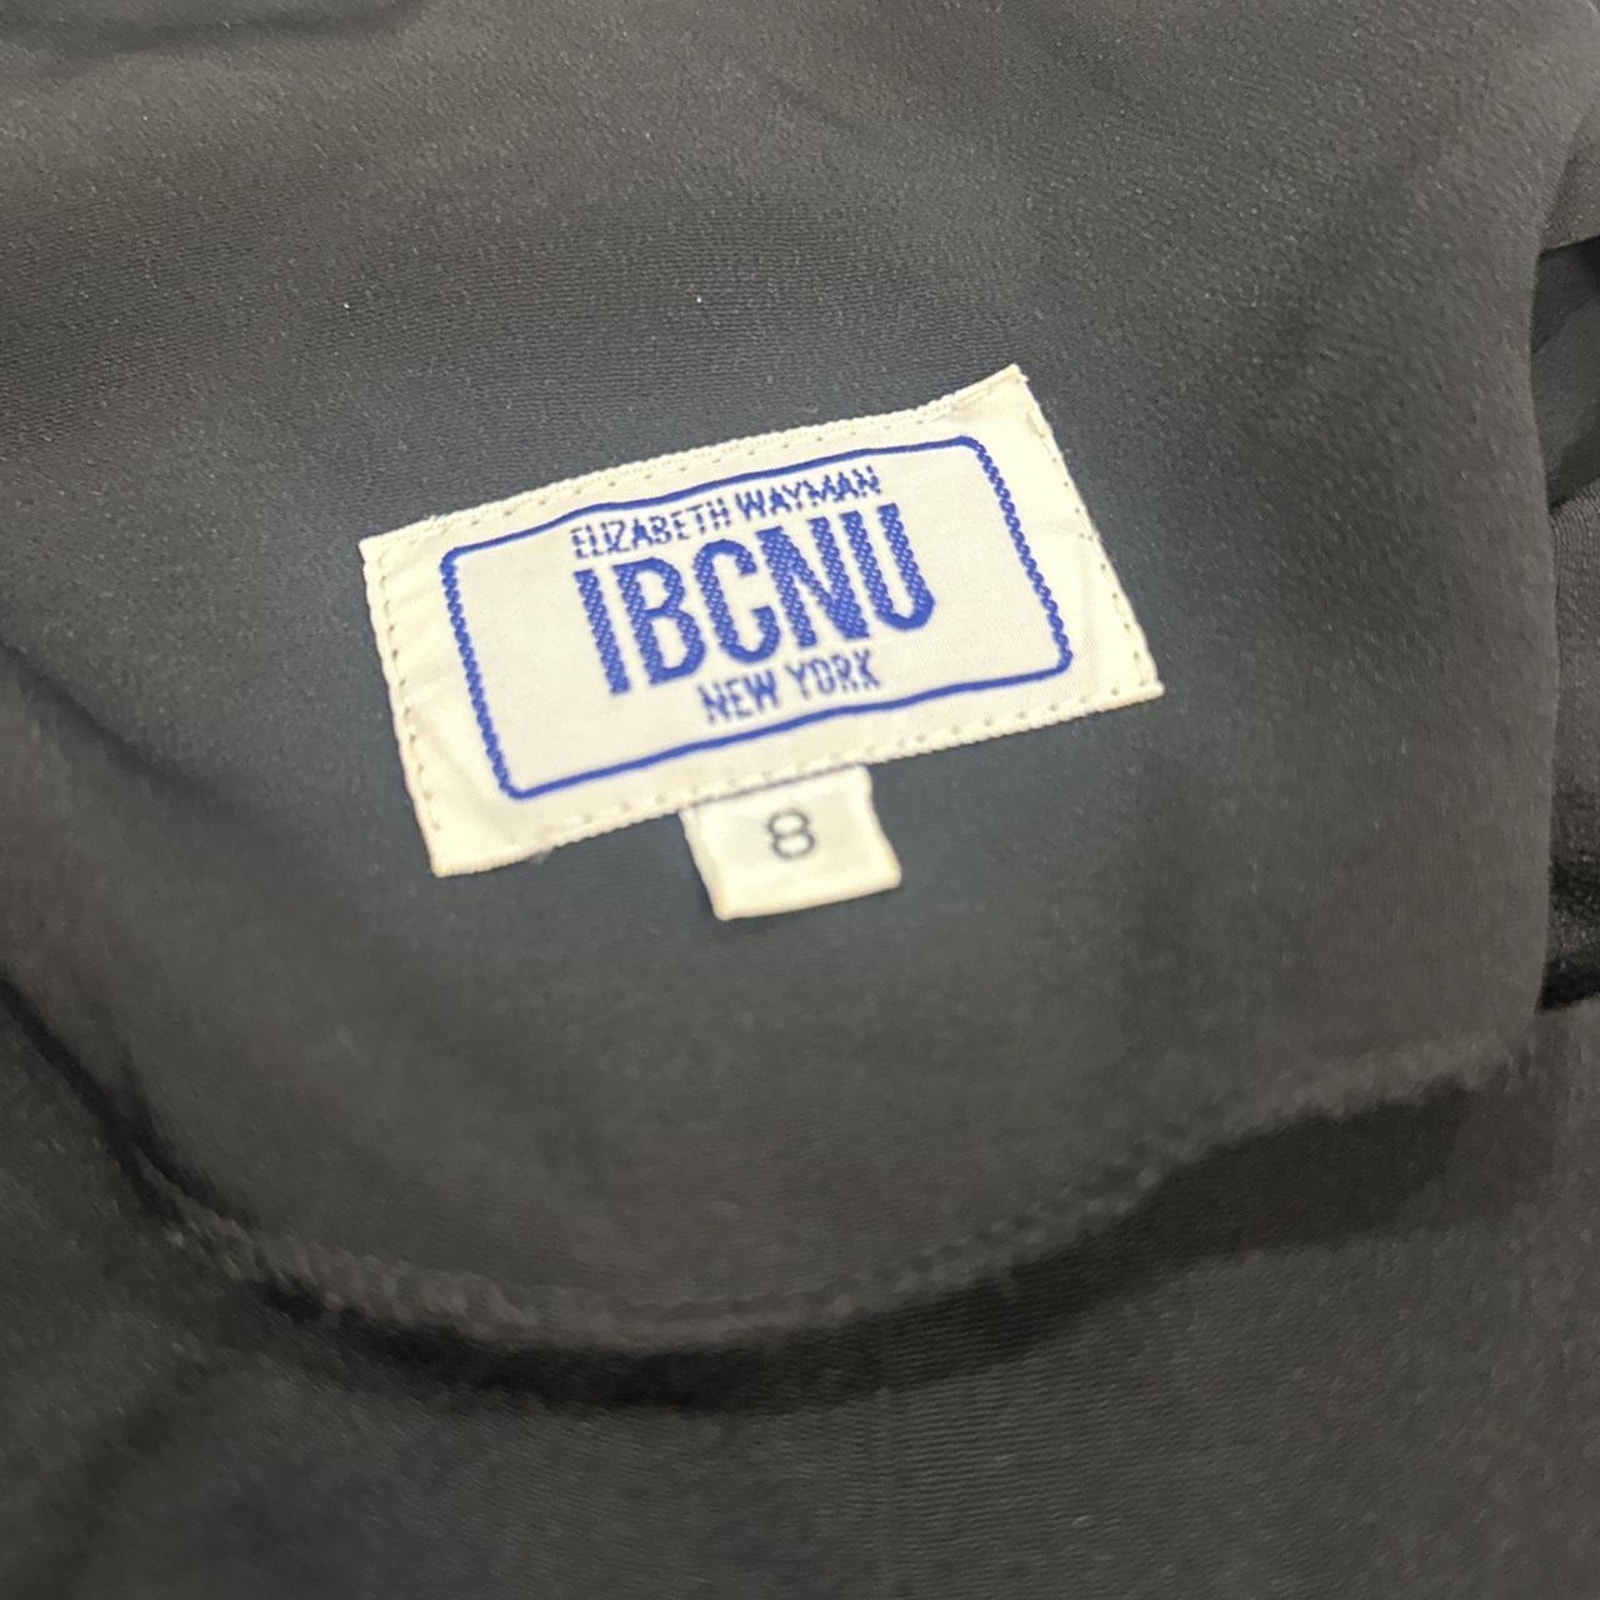 ELIZABETH WAYMAN
IBCNU
NEW YORK
8